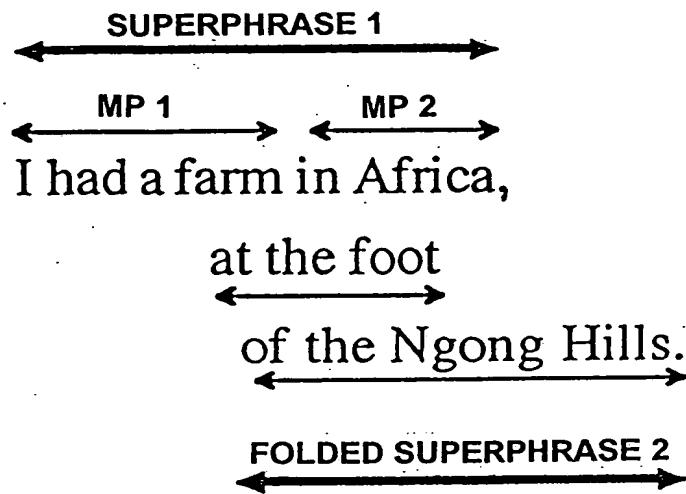 SUPERPHRASE 1
MP 1 MP 2
I had a farm in Africa,
at the foot
of the Ngong Hills.
FOLDED SUPERPHRASE 2